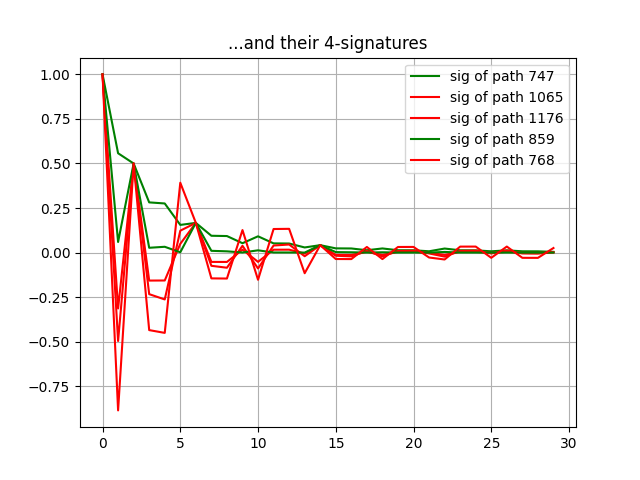 ...and their 4-signatures
sig of path 747
sig of path 1065
sig of path 1176
sig of path 859
sig of path 768
1.00
0.75
0.50
0.25
0.00
−0.25
−0.50
−0.75
0 5 10 15 20 25 30